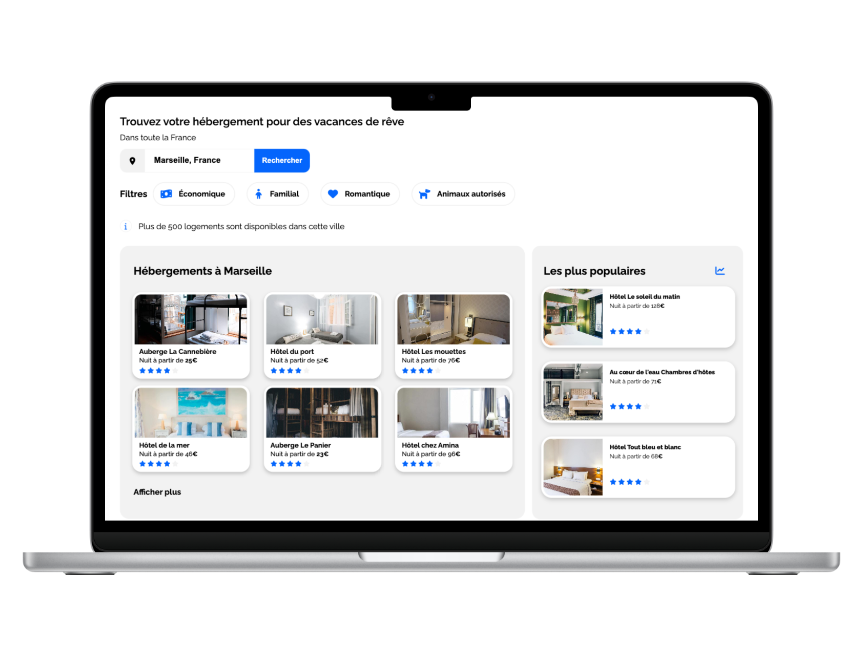 Trouvez votre hébergement pour des vacances de rêve
Dans toute la France
Marseille, France
Rechercher
Filtres
Économique
Familial
Romantique
Animaux autorisés
Plus de 500 logements sont disponibles dans cette ville
Hébergements à Marseille
Auberge La Cannebière
Nuit à partir de 25€
Hôtel du port
Nuit à partir de 52€
Hôtel Les mouettes
Nuit à partir de 76€
Hôtel de la mer
Nuit à partir de 46€
Auberge Le Panier
Nuit à partir de 23€
Hôtel chez Amina
Nuit à partir de 96€
Afficher plus
Les plus populaires
Hôtel Le soleil du matin
Nuit à partir de 128€
Au cœur de l'eau Chambres d'hôtes
Nuit à partir de 71€
Hôtel Tout bleu et blanc
Nuit à partir de 68€